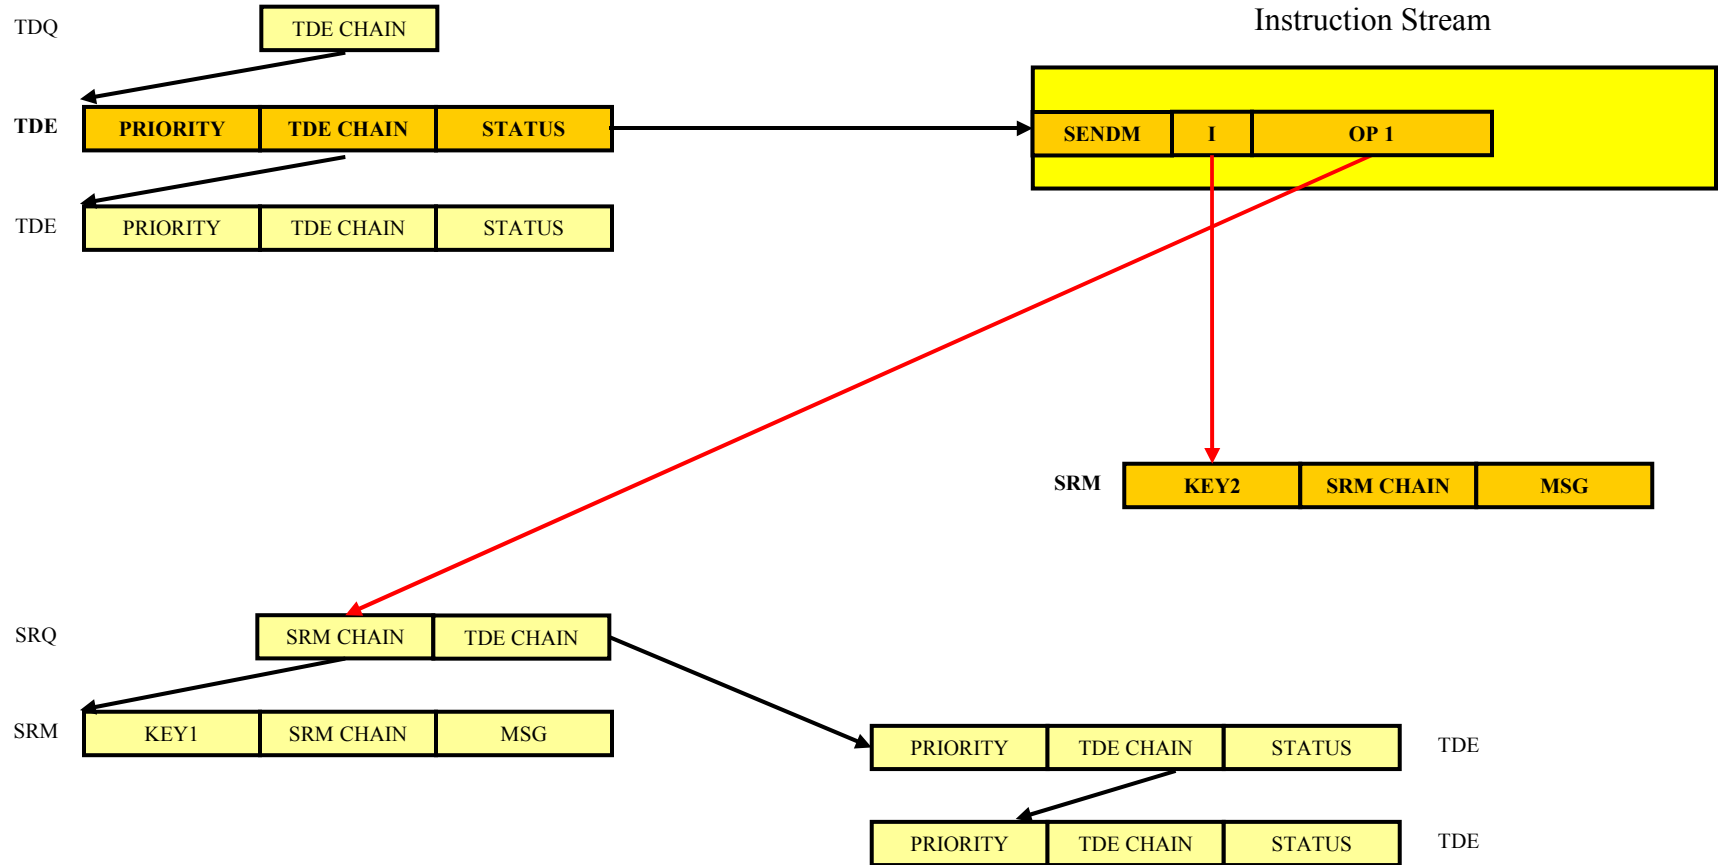 Instruction Stream
TDQ TDE CHAIN
TDE PRIORITY TDE CHAIN STATUS SENDM I OP 1
TDE PRIORITY TDE CHAIN STATUS
SRM KEY2 SRM CHAIN MSG
SRQ SRM CHAIN TDE CHAIN
SRM KEY1 SRM CHAIN MSG
PRIORITY TDE CHAIN STATUS TDE
PRIORITY TDE CHAIN STATUS TDE